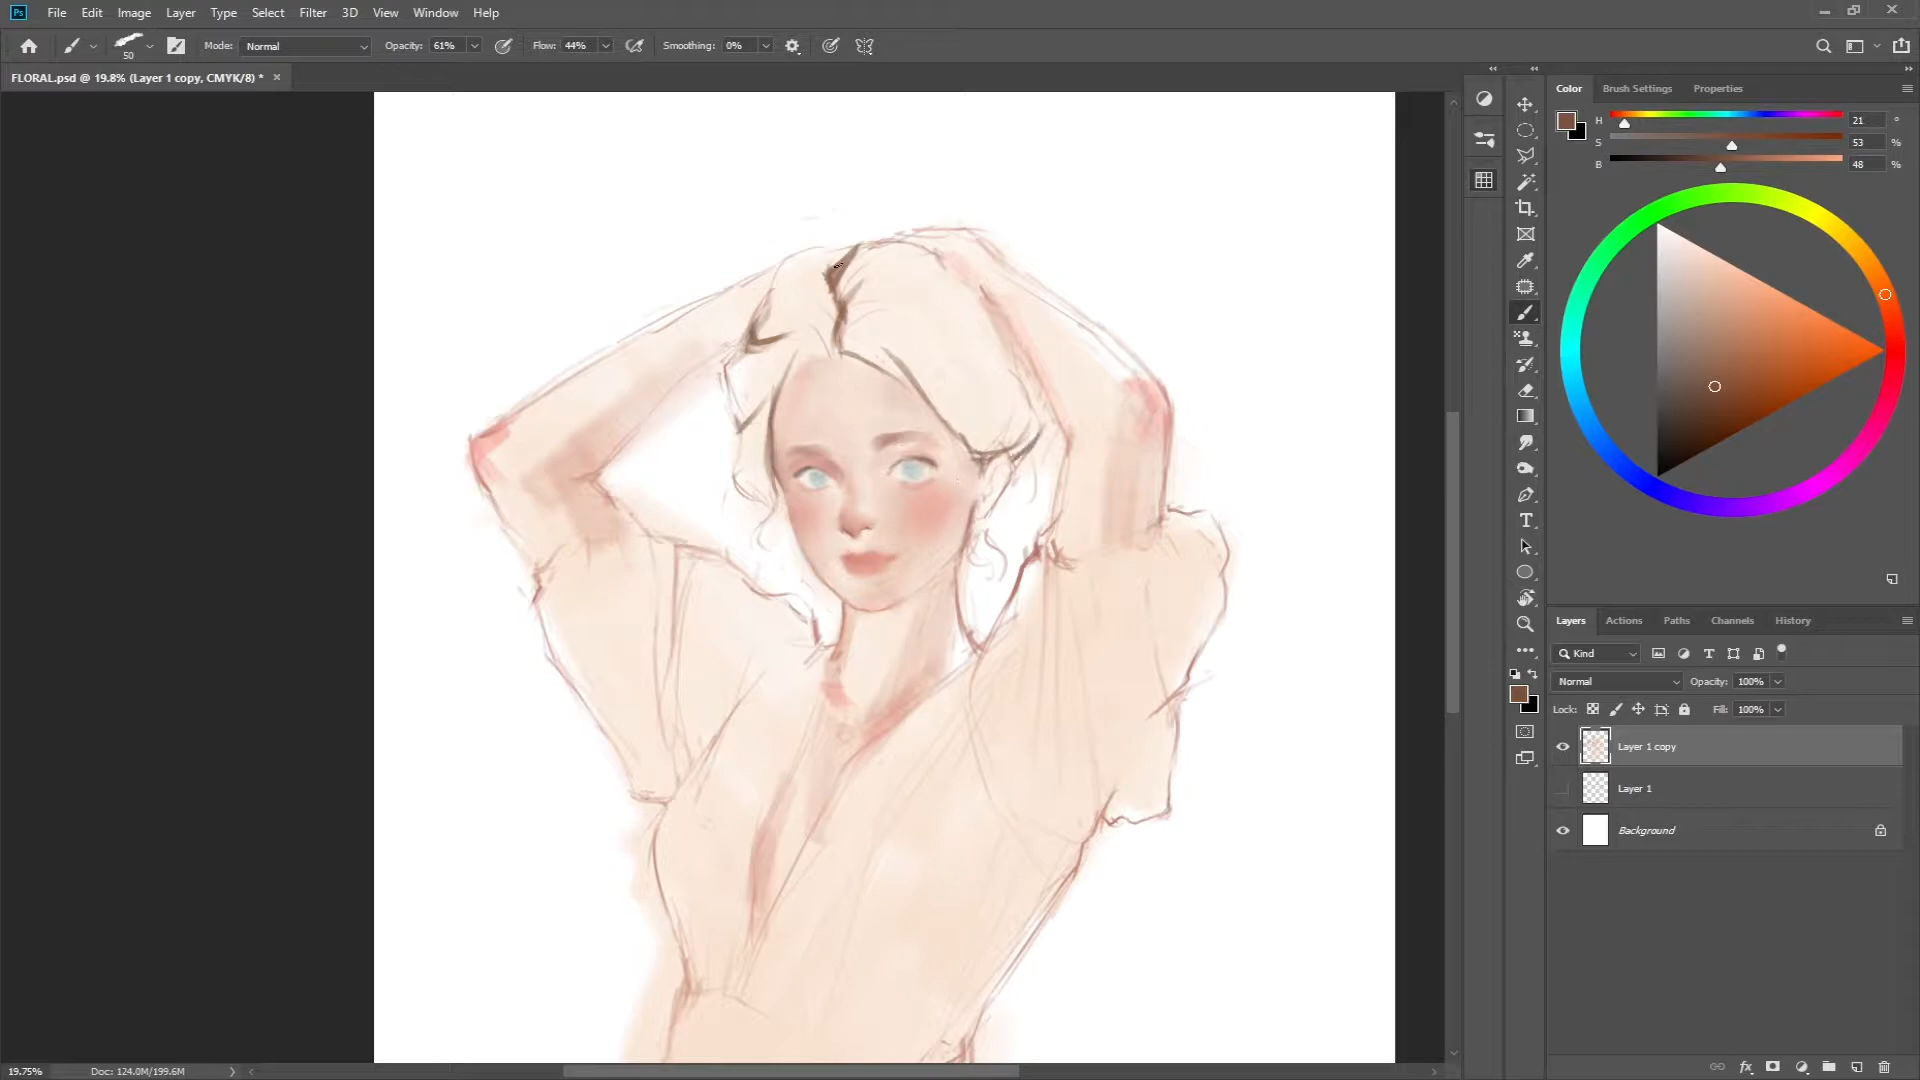 Ps File Edit Image Layer Type Select Filter 3D View Window Help
50 Mode: Normal Opacity: 61% Flow: 44% Smoothing: 0%
FLORAL.psd @ 19.8% (Layer 1 copy, CMYK/8) * ×
Color Brush Settings Properties
H 21 °
S 53 %
B 48 %
Layers Actions Paths Channels History
Kind
Normal Opacity: 100%
Lock: Fill: 100%
Layer 1 copy
Layer 1
Background
19.75% Doc: 124.0M/199.6M